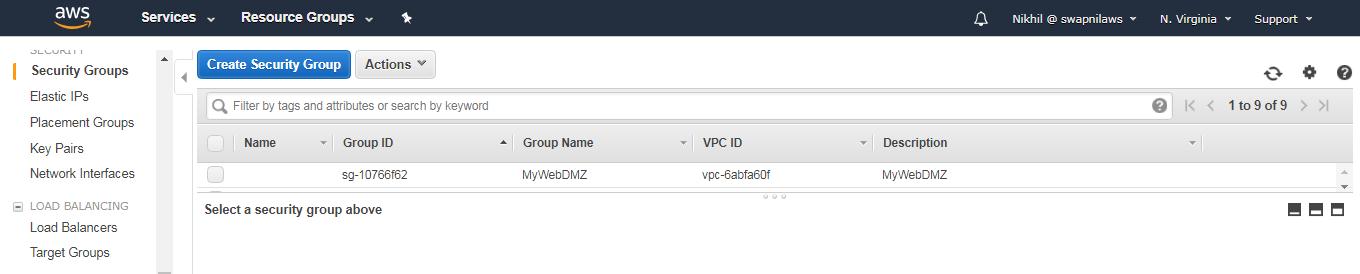 aws Services Resource Groups Nikhil @ swapnilaws N. Virginia Support
SECURITY
Security Groups
Elastic IPs
Placement Groups
Key Pairs
Network Interfaces
LOAD BALANCING
Load Balancers
Target Groups
Create Security Group Actions
Filter by tags and attributes or search by keyword 1 to 9 of 9
Name Group ID Group Name VPC ID Description
sg-10766f62 MyWebDMZ vpc-6abfa60f MyWebDMZ
Select a security group above